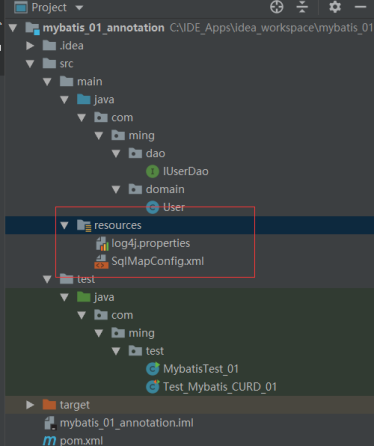 Project
mybatis_01_annotation C:\IDE_Apps\idea_workspace\mybatis_01
.idea
src
main
java
com
ming
dao
IUserDao
domain
User
resources
log4j.properties
SqlMapConfig.xml
test
java
com
ming
test
MybatisTest_01
Test_Mybatis_CURD_01
target
mybatis_01_annotation.iml
pom.xml